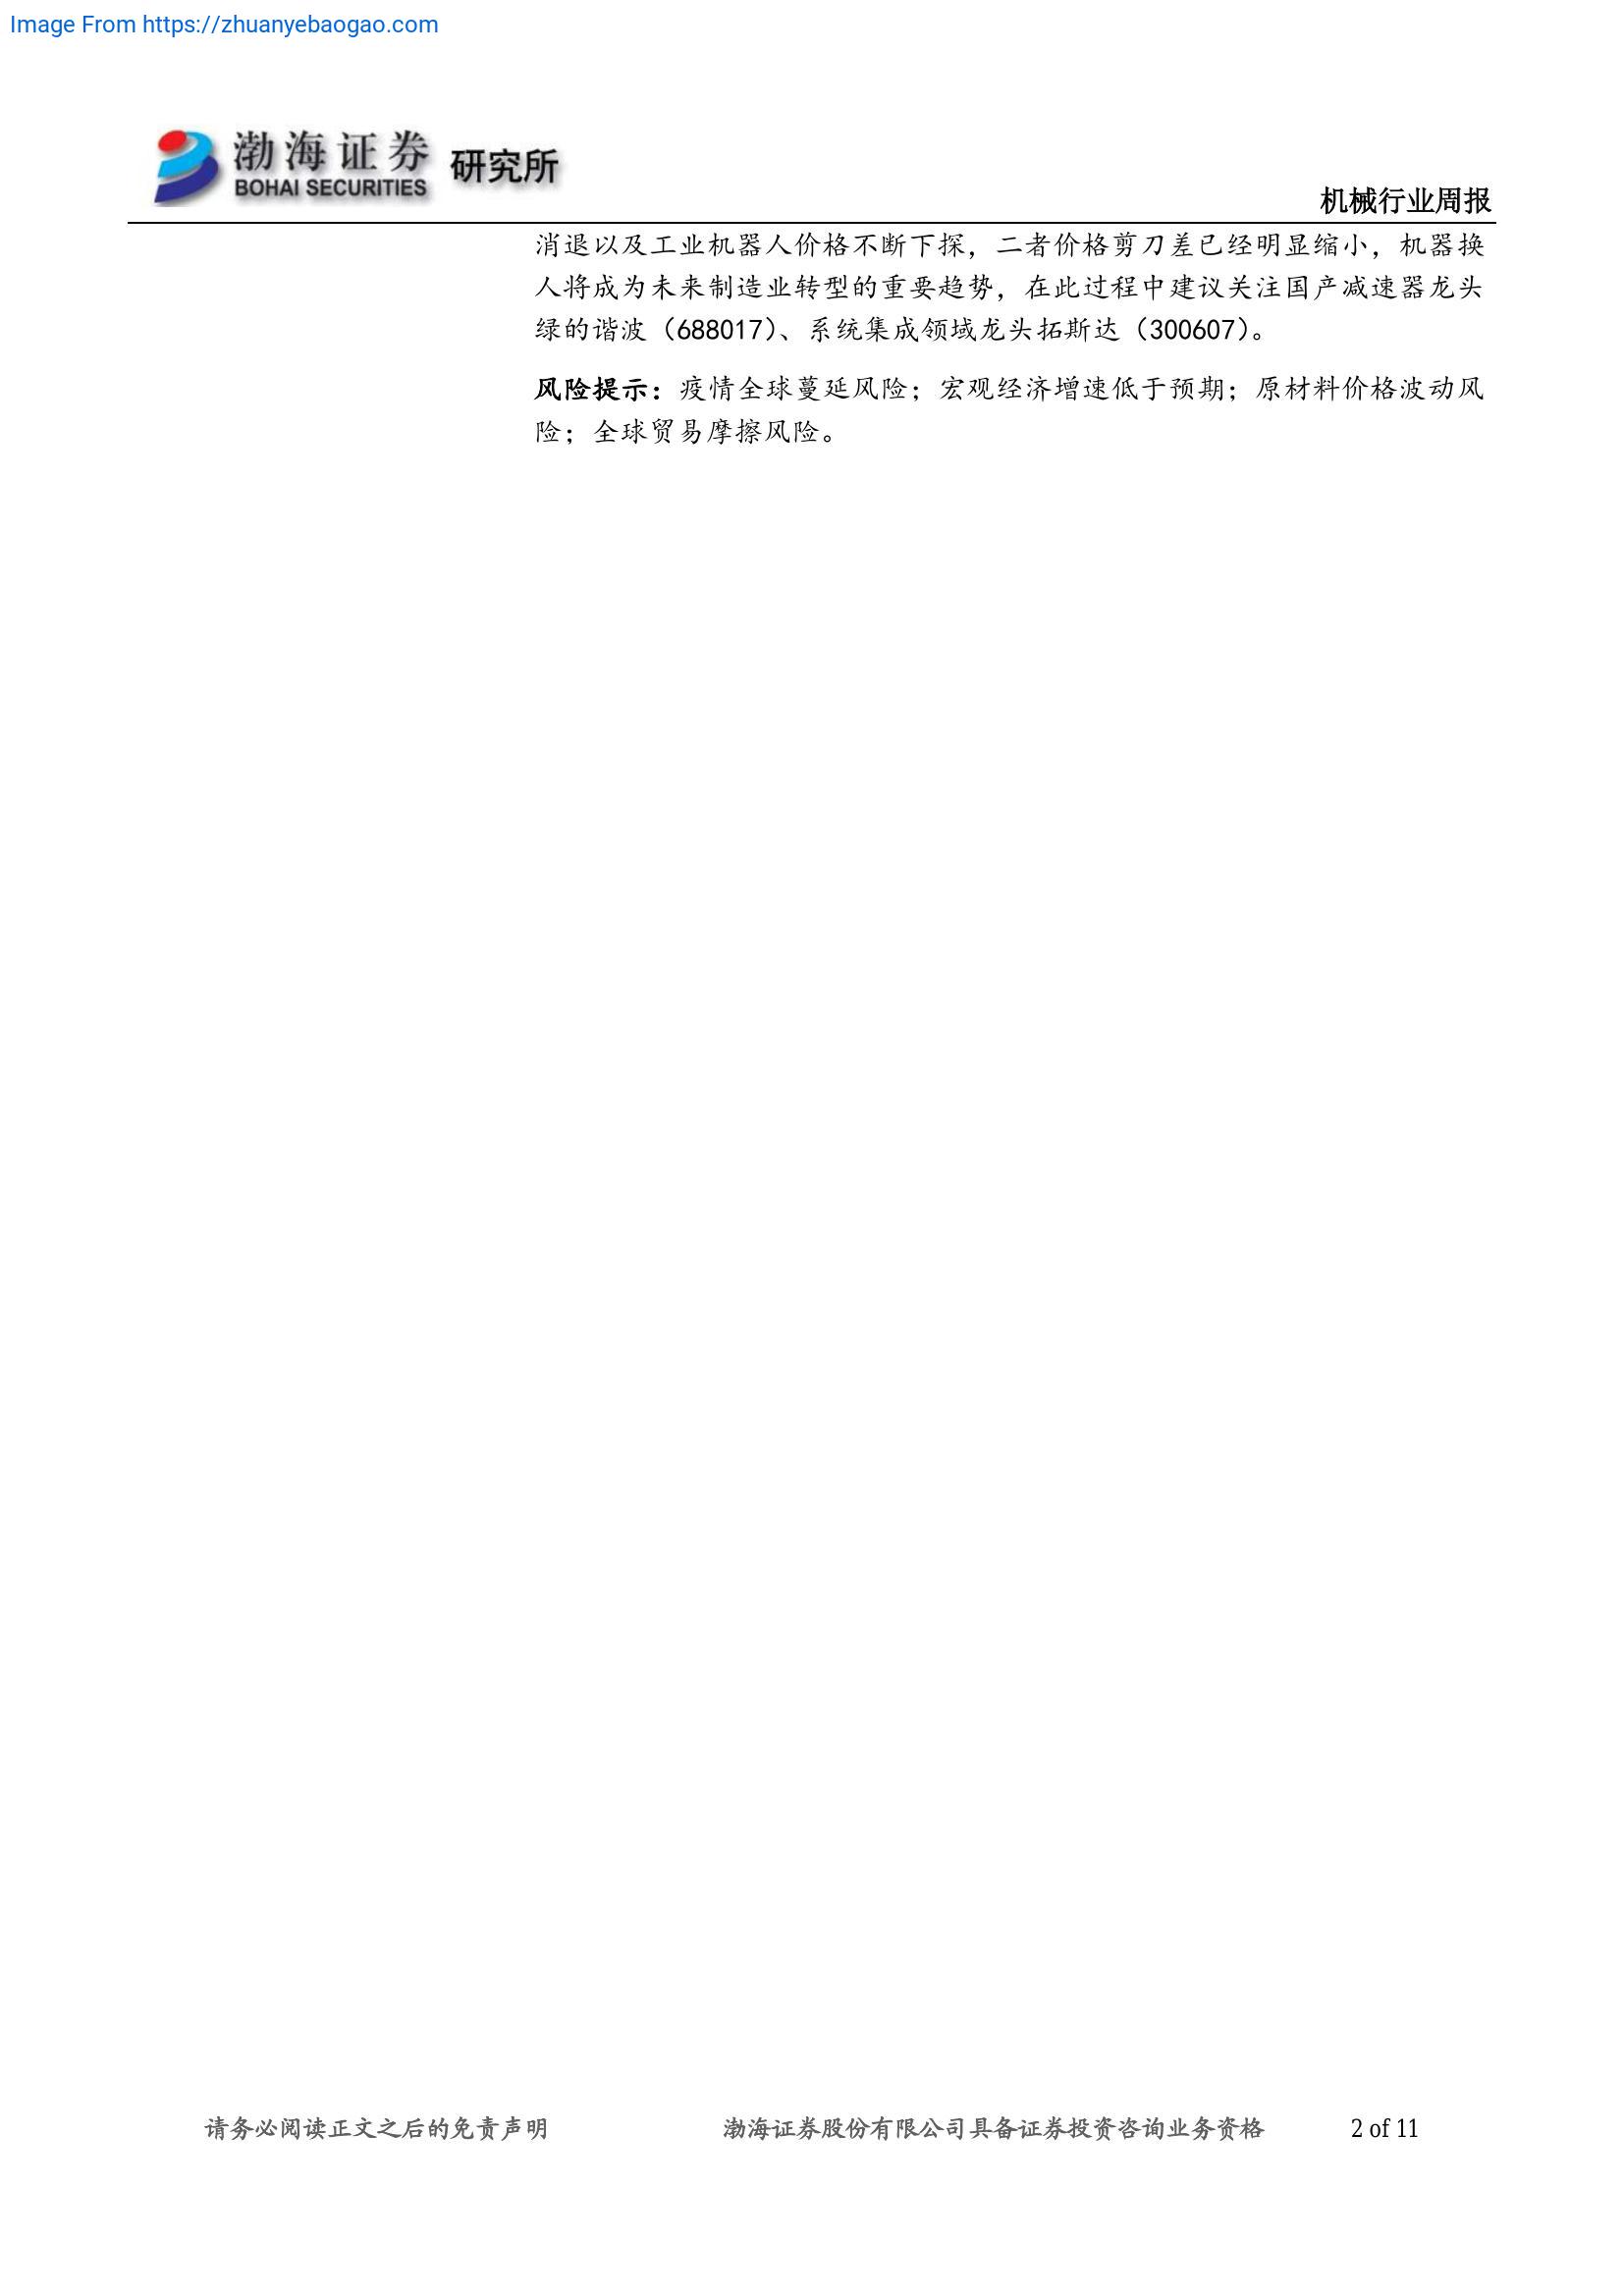 Image From https://zhuanyebaogao.com
渤海证券 研究所
BOHAI SECURITIES
机械行业周报
消退以及工业机器人价格不断下探，二者价格剪刀差已经明显缩小，机器换
人将成为未来制造业转型的重要趋势，在此过程中建议关注国产减速器龙头
绿的谐波（688017）、系统集成领域龙头拓斯达（300607）。
风险提示：疫情全球蔓延风险；宏观经济增速低于预期；原材料价格波动风
险；全球贸易摩擦风险。
请务必阅读正文之后的免责声明 渤海证券股份有限公司具备证券投资咨询业务资格 2 of 11